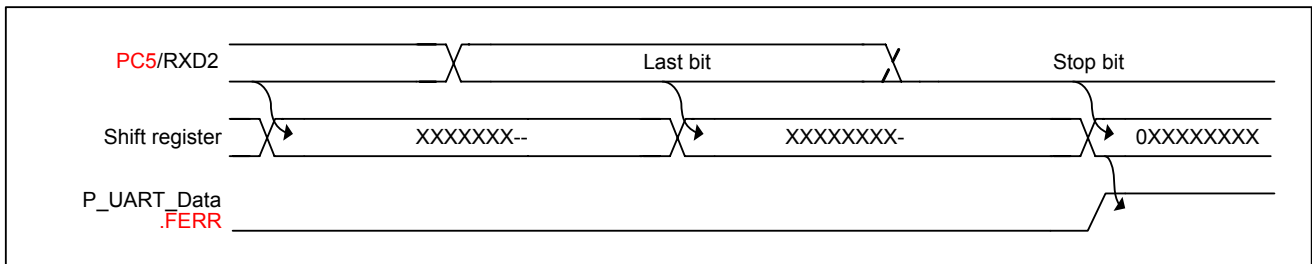 PC5/RXD2
Last bit
Stop bit
Shift register
XXXXXXX--
XXXXXXXX-
0XXXXXXXX
P_UART_Data
.FERR